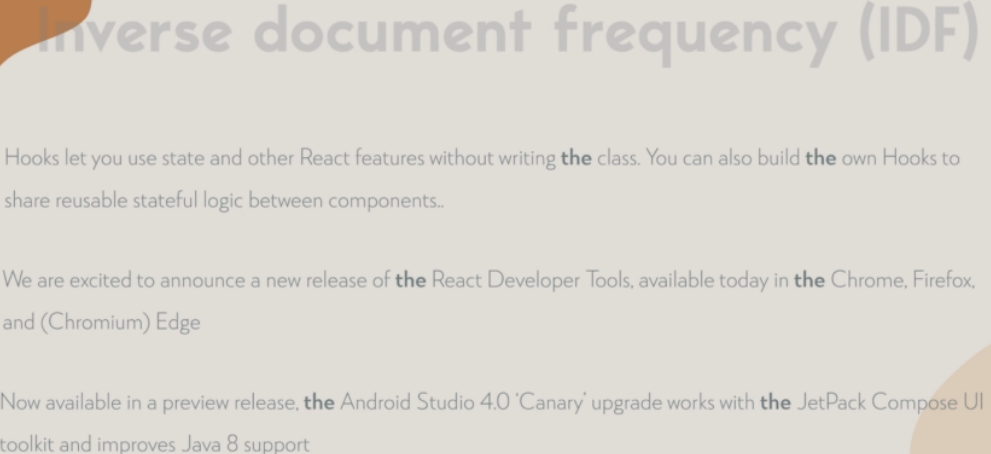 Inverse document frequency (IDF)
Hooks let you use state and other React features without writing the class. You can also build the own Hooks to
share reusable stateful logic between components..
We are excited to announce a new release of the React Developer Tools, available today in the Chrome, Firefox,
and (Chromium) Edge
Now available in a preview release, the Android Studio 4.0 'Canary' upgrade works with the JetPack Compose UI
toolkit and improves Java 8 support